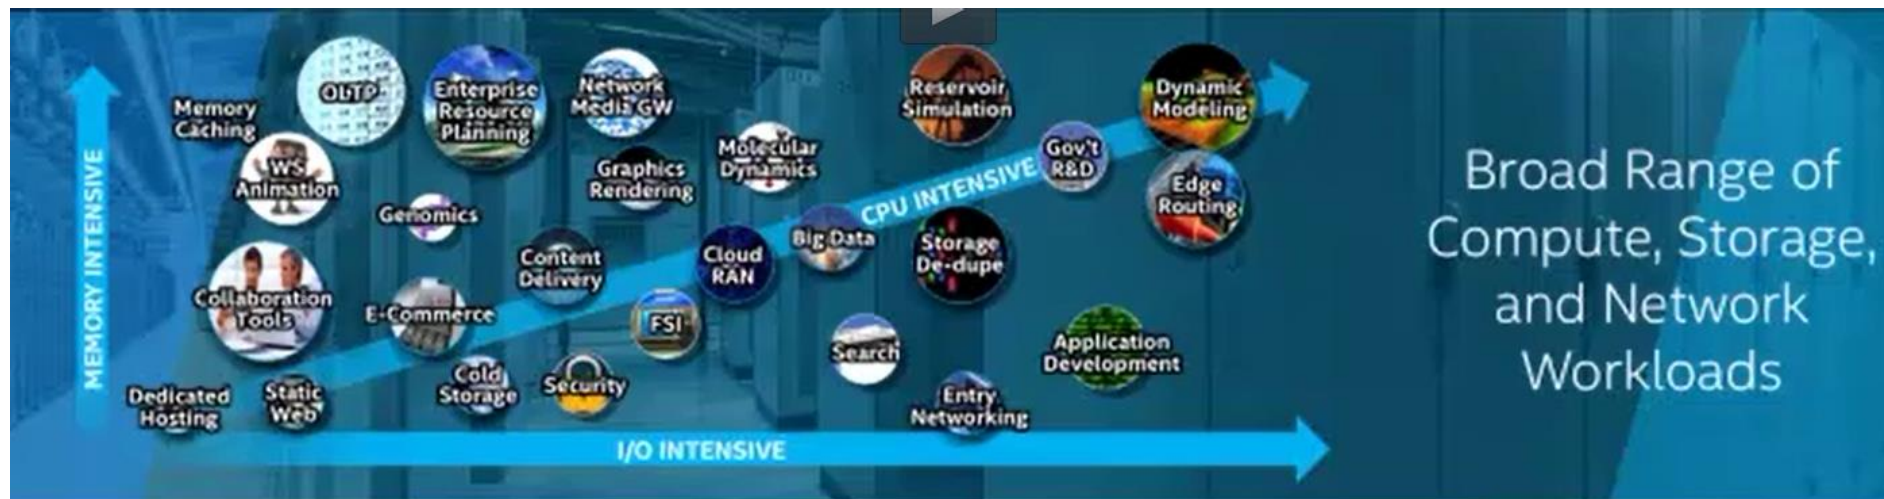 OLTP
Enterprise
Resource
Planning
Network
Media GW
Reservoir
Simulation
Dynamic
Modeling
Memory
Caching
WS
Animation
Graphics
Rendering
Molecular
Dynamics
Gov't
R&D
Edge
Routing
CPU INTENSIVE
Genomics
Content
Delivery
Cloud
RAN
Big Data
Storage
De-dupe
MEMORY INTENSIVE
Collaboration
Tools
E-Commerce
FSI
Search
Application
Development
Dedicated
Hosting
Static
Web
Cold
Storage
Security
Entry
Networking
I/O INTENSIVE
Broad Range of
Compute, Storage,
and Network
Workloads